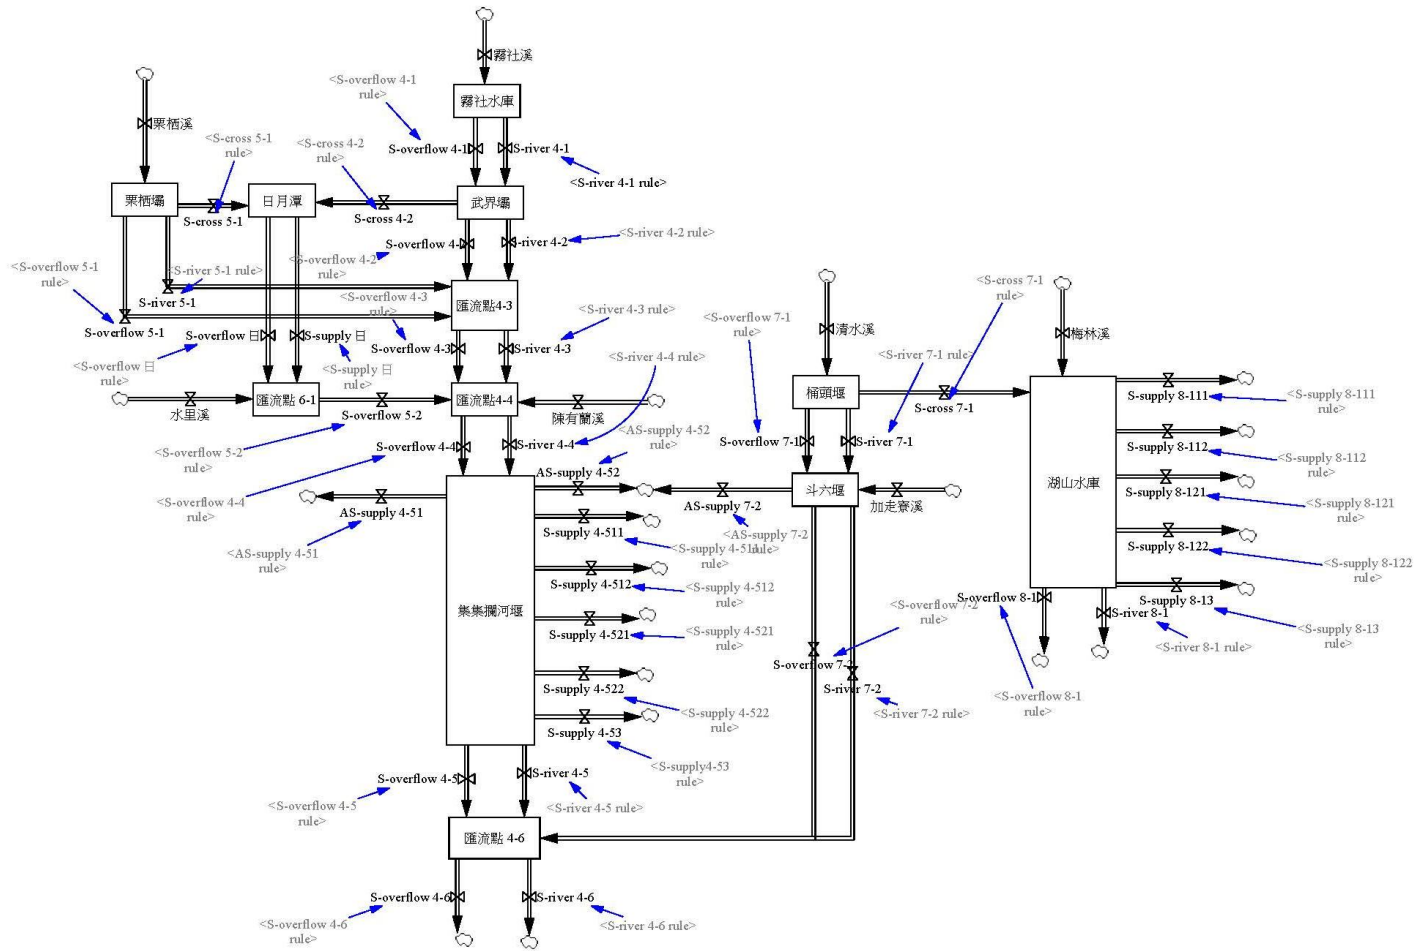 霧社溪
<S-overflow 4-1
rule>
霧社水庫
栗栖溪
<S-cross 5-1
rule>
<S-cross 4-2
rule>
S-overflow 4-1
S-river 4-1
<S-river 4-1 rule>
栗栖壩
日月潭
武界壩
S-cross 5-1
S-cross 4-2
<S-overflow 4-2
rule>
S-overflow 4-
S-river 4-2
<S-river 4-2 rule>
<S-overflow 5-1
rule>
<S-river 5-1 rule>
S-river 5-1
<S-overflow 4-3
rule>
匯流點4-3
S-overflow 5-1
S-overflow 日
S-supply 日
S-overflow 4-3
S-river 4-3
<S-river 4-3 rule>
<S-overflow 日
rule>
<S-supply 日
rule>
<S-river 4-4 rule>
水里溪
匯流點 6-1
S-overflow 5-2
匯流點4-4
陳有蘭溪
<S-overflow 5-2
rule>
S-overflow 4-4
S-river 4-4
<AS-supply 4-52
rule>
<S-overflow 4-4
rule>
AS-supply 4-51
<AS-supply 4-51
rule>
AS-supply 4-52
S-supply 4-511
<S-supply 4-511
rule>
S-supply 4-512
<S-supply 4-512
rule>
集集攔河堰
S-supply 4-521
<S-supply 4-521
rule>
S-supply 4-522
<S-supply 4-522
rule>
S-supply 4-53
<S-supply4-53
rule>
S-overflow 4-5
S-river 4-5
<S-overflow 4-5
rule>
<S-river 4-5 rule>
匯流點 4-6
S-overflow 4-6
S-river 4-6
<S-overflow 4-6
rule>
<S-river 4-6 rule>
清水溪
<S-overflow 7-1
rule>
<S-river 7-1 rule>
<S-cross 7-1
rule>
桶頭堰
S-cross 7-1
S-overflow 7-1
S-river 7-1
斗六堰
加走寮溪
AS-supply 7-2
<AS-supply 7-2
rule>
<S-overflow 7-2
rule>
S-overflow 7-2
S-river 7-2
<S-river 7-2 rule>
梅林溪
湖山水庫
S-supply 8-111
<S-supply 8-111
rule>
S-supply 8-112
<S-supply 8-112
rule>
S-supply 8-121
<S-supply 8-121
rule>
S-supply 8-122
<S-supply 8-122
rule>
S-supply 8-13
<S-supply 8-13
rule>
S-overflow 8-1
S-river 8-1
<S-river 8-1 rule>
<S-overflow 8-1
rule>